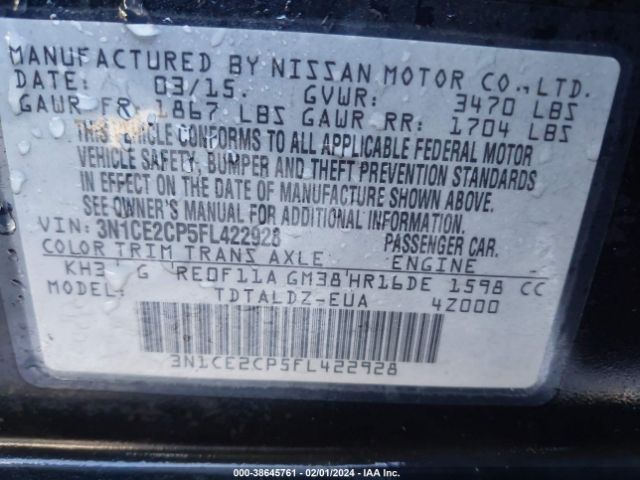 MANUFACTURED BY NISSAN MOTOR CO.,LTD.
DATE: 03/15. GVWR: 3470 LBS
GAWR FR 1867 LBS GAWR RR: 1704 LBS
THIS VEHICLE CONFORMS TO ALL APPLICABLE FEDERAL MOTOR
VEHICLE SAFETY, BUMPER AND THEFT PREVENTION STANDARDS
IN EFFECT ON THE DATE OF MANUFACTURE SHOWN ABOVE.
SEE OWNER'S MANUAL FOR ADDITIONAL INFORMATION.
VIN: 3N1CE2CP5FL422928 PASSENGER CAR.
COLOR TRIM TRANS AXLE ENGINE
KH3 G RE0F11A GM38 HR16DE 1598 CC
MODEL: TDTALDZ-EUA 4Z000
3N1CE2CP5FL422928
000-38645761 - 02/01/2024 - IAA Inc.